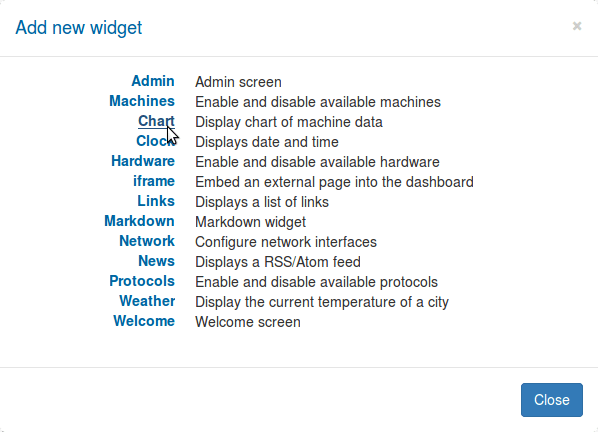 Add new widget ×
Admin Admin screen
Machines Enable and disable available machines
Chart Display chart of machine data
Clock Displays date and time
Hardware Enable and disable available hardware
iframe Embed an external page into the dashboard
Links Displays a list of links
Markdown Markdown widget
Network Configure network interfaces
News Displays a RSS/Atom feed
Protocols Enable and disable available protocols
Weather Display the current temperature of a city
Welcome Welcome screen
Close